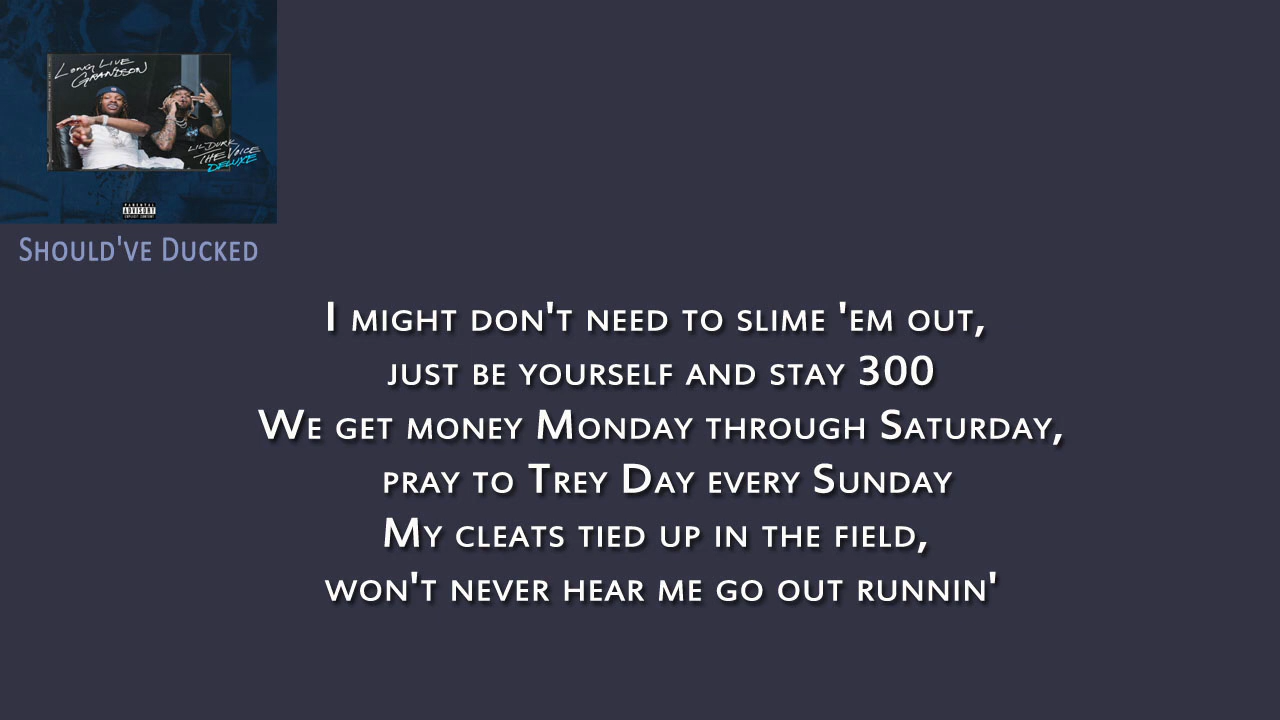 Long Live
Grandson
Lil Durk
The Voice
Deluxe
PARENTAL
ADVISORY
EXPLICIT CONTENT
Should've Ducked
I might don't need to slime 'em out,
just be yourself and stay 300
We get money Monday through Saturday,
pray to Trey Day every Sunday
My cleats tied up in the field,
won't never hear me go out runnin'